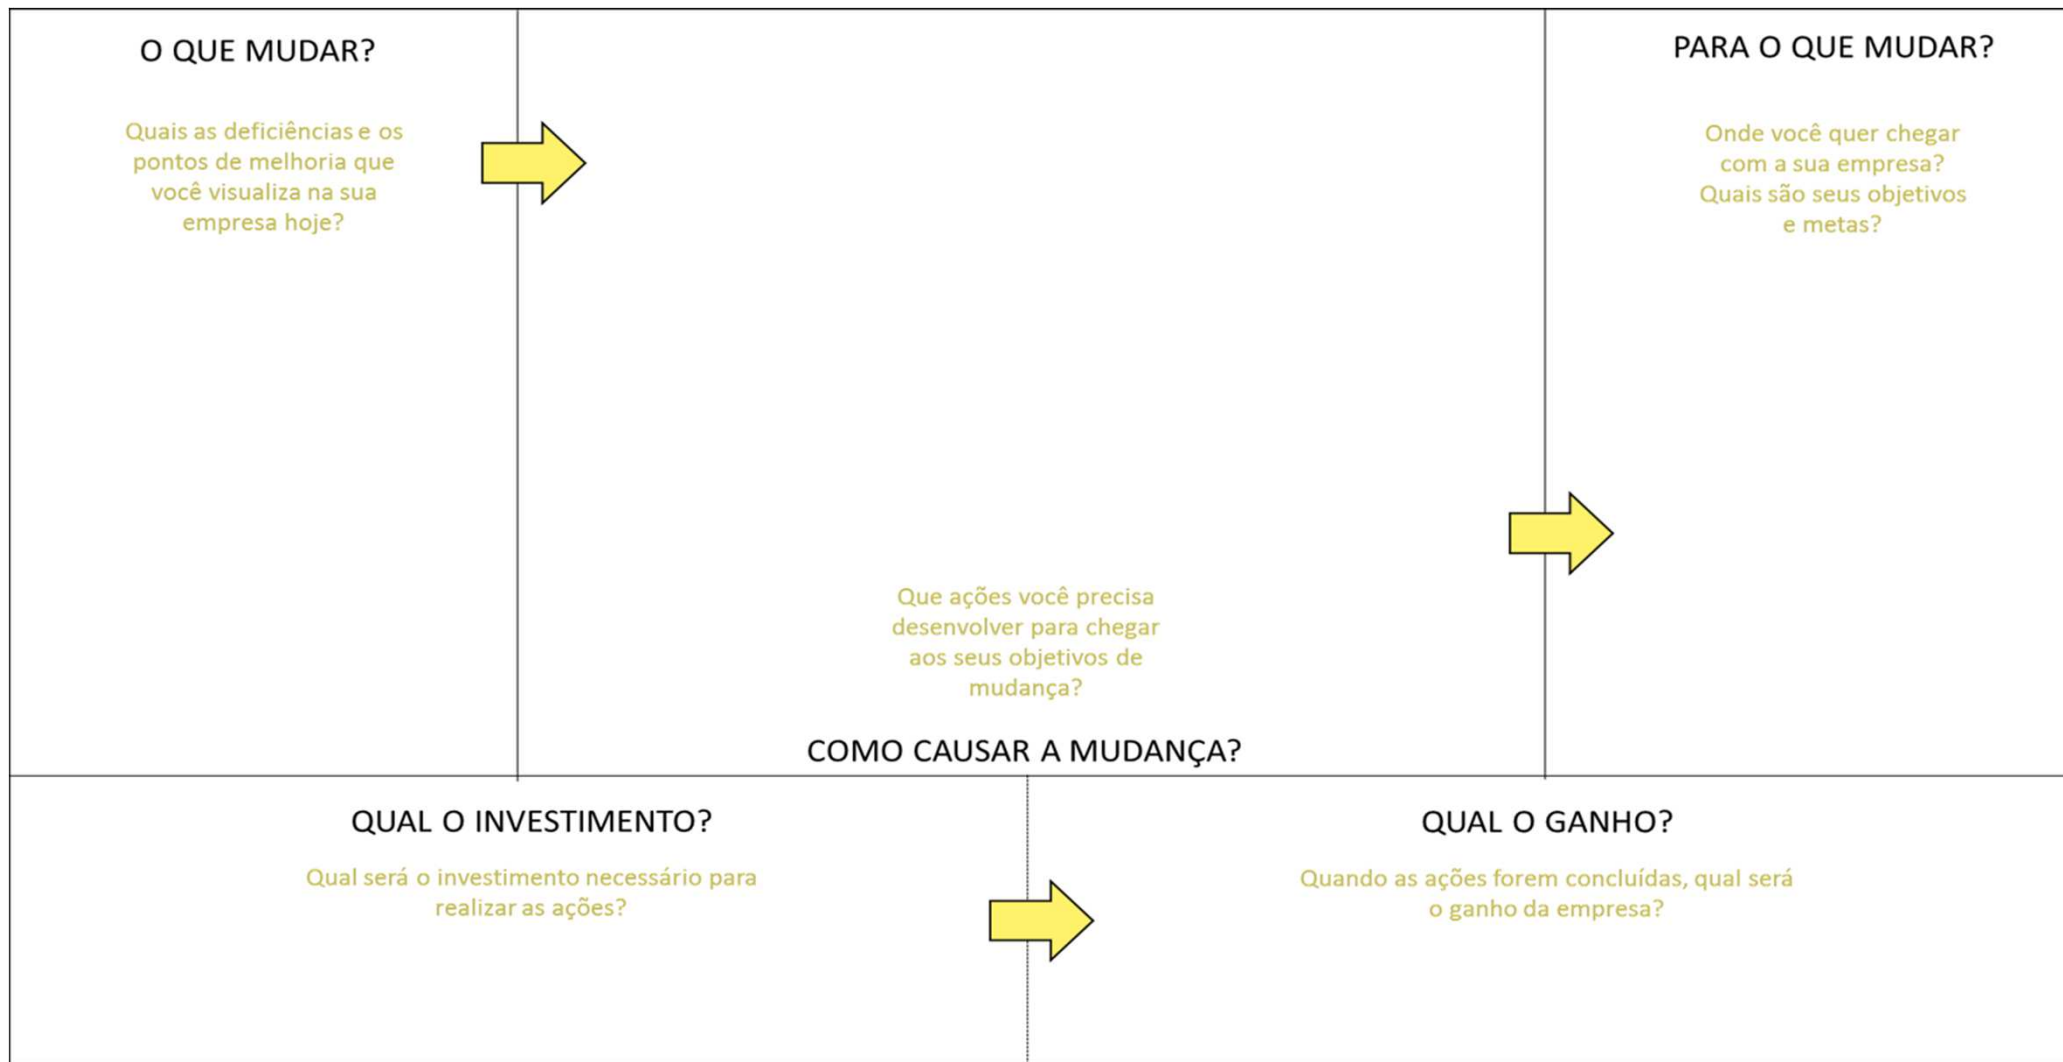 O QUE MUDAR?
Quais as deficiências e os
pontos de melhoria que
você visualiza na sua
empresa hoje?
PARA O QUE MUDAR?
Onde você quer chegar
com a sua empresa?
Quais são seus objetivos
e metas?
Que ações você precisa
desenvolver para chegar
aos seus objetivos de
mudança?
COMO CAUSAR A MUDANÇA?
QUAL O INVESTIMENTO?
Qual será o investimento necessário para
realizar as ações?
QUAL O GANHO?
Quando as ações forem concluídas, qual será
o ganho da empresa?